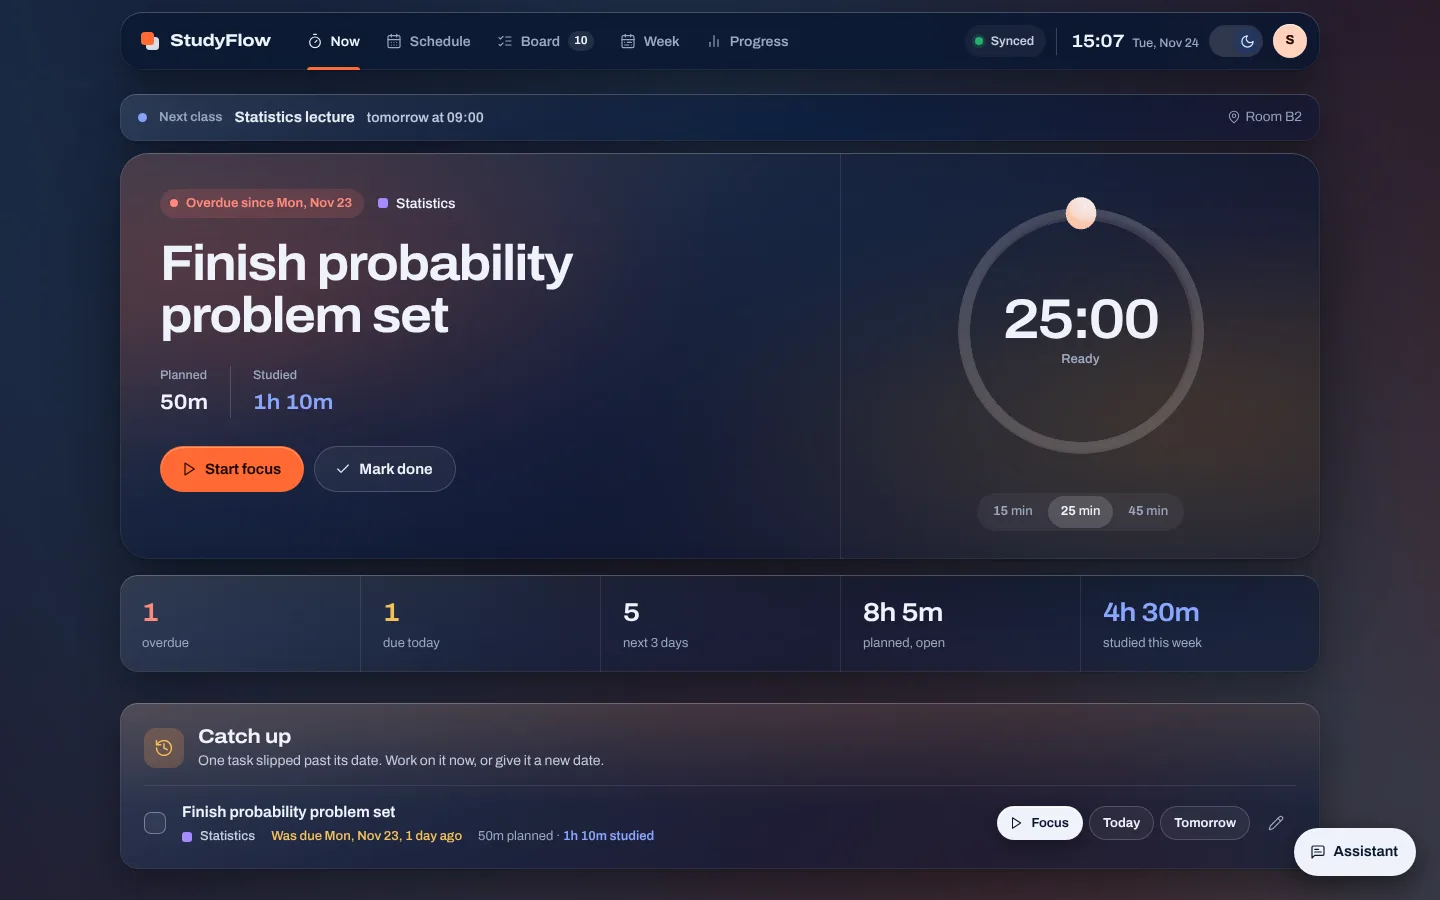 StudyFlow Now Schedule Board 10 Week Progress Synced 15:07 Tue, Nov 24 S
Next class Statistics lecture tomorrow at 09:00 Room B2
Overdue since Mon, Nov 23 Statistics
Finish probability
problem set
Planned Studied
50m 1h 10m
Start focus Mark done
25:00
Ready
15 min 25 min 45 min
1 1 5 8h 5m 4h 30m
overdue due today next 3 days planned, open studied this week
Catch up
One task slipped past its date. Work on it now, or give it a new date.
Finish probability problem set
Statistics Was due Mon, Nov 23, 1 day ago 50m planned · 1h 10m studied
Focus Today Tomorrow
Assistant